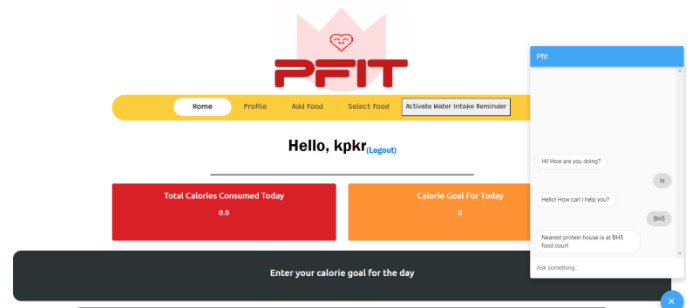 PFIT
Home Profile Add Food Select Food Activate Water Intake Reminder
Hello, kpkr(Logout)
Total Calories Consumed Today
0.0
Calorie Goal For Today
0
Enter your calorie goal for the day
Pfit
Hi! How are you doing?
hi
Hello! How can I help you?
BH5
Nearest protein house is at BH5
food court
Ask something...